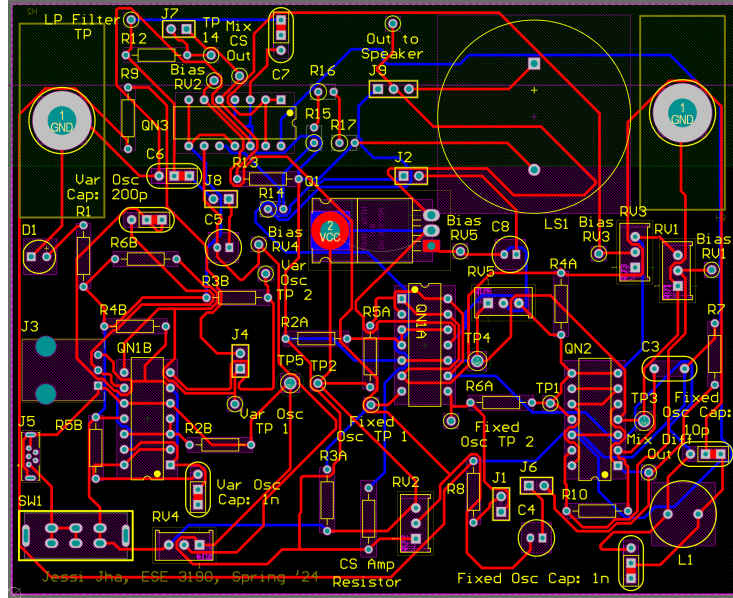 LP Filter
TP
J7
TP
14
Mix
CS
Out
R12
R9
Bias
RV2
C7
Out to
Speaker
J9
R16
1
GND
QN3
R15
R17
1
GND
C6
R13
J2
Var Osc
Cap:
200p
J8
Q1
R14
R1
C5
Bias
RV4
2
VCC
Bias
RV5
C8
LS1
Bias
RV3
RV3
RV1
Bias
RV1
D1
R6B
Var
Osc
TP 2
RV5
R4A
R3B
R4B
R5A
QN1A
R7
J3
QN1B
J4
R2A
TP4
QN2
C3
TP5
TP2
R6A
TP1
TP3
Fixed
Osc Cap:
10p
J5
R5B
R2B
Var Osc
TP 1
Fixed
Osc TP 1
Fixed
Osc TP 2
Mix Diff
Out
R3A
RV2
R8
J1
J6
Var Osc
Cap: 1n
SW1
RV4
C4
R10
L1
CS Amp
Resistor
Fixed Osc Cap: 1n
Jessi Jha, ESE 3190, Spring '24